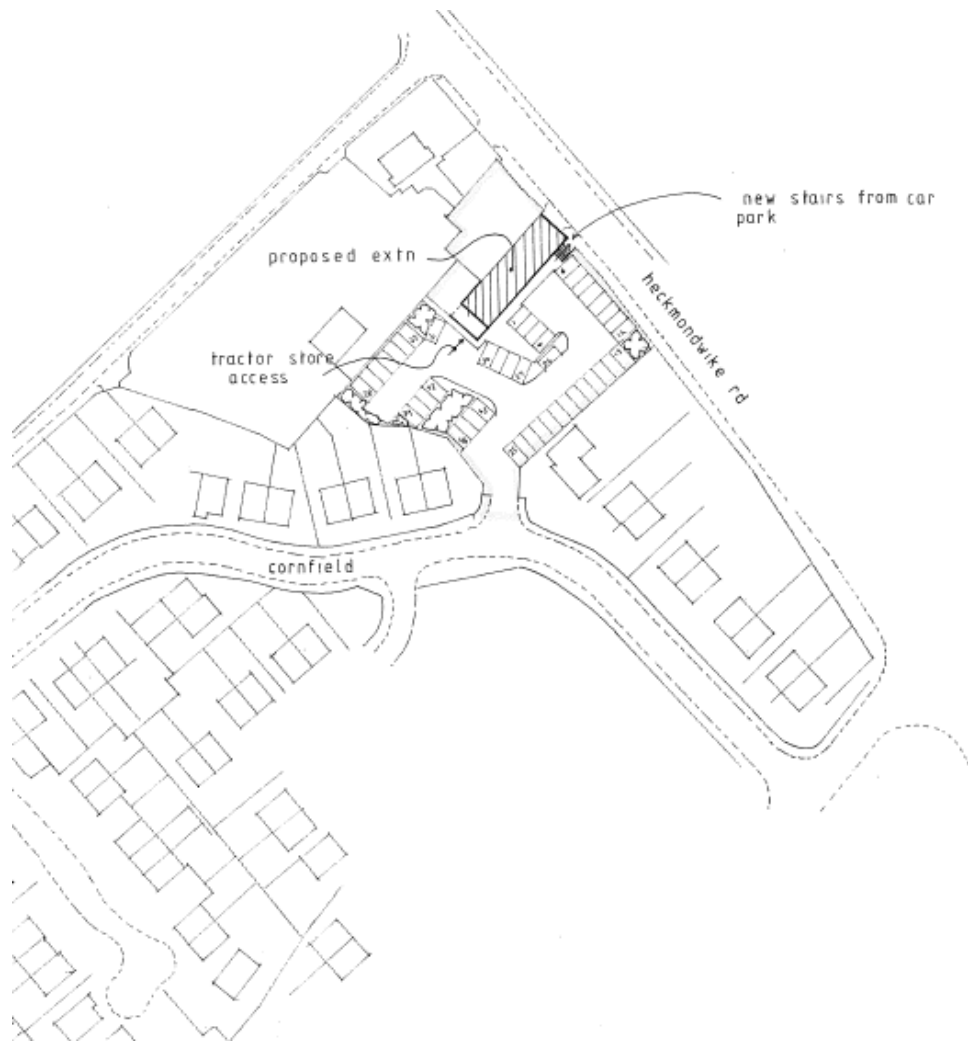 new stairs from car
park
proposed extn
heckmondwike rd
tractor store
access
cornfield